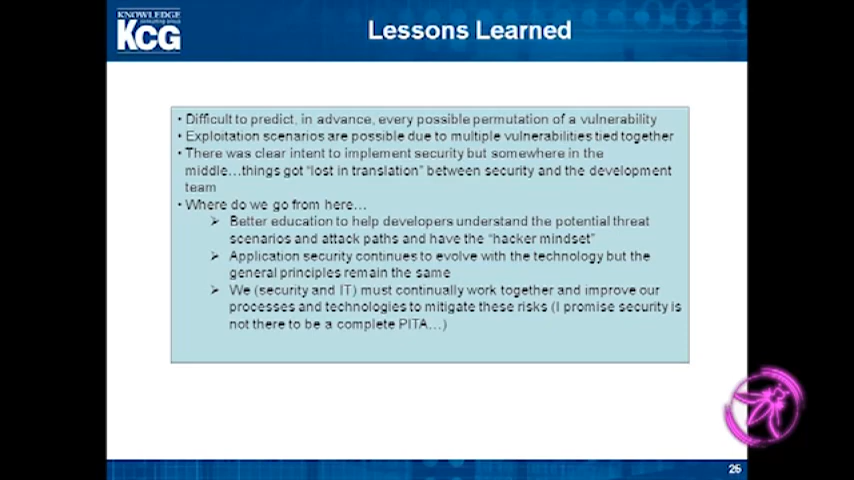 KNOWLEDGE
consulting group
KCG
Lessons Learned
• Difficult to predict, in advance, every possible permutation of a vulnerability
• Exploitation scenarios are possible due to multiple vulnerabilities tied together
• There was clear intent to implement security but somewhere in the
middle…things got “lost in translation” between security and the development
team
• Where do we go from here…
➢ Better education to help developers understand the potential threat
scenarios and attack paths and have the “hacker mindset”
➢ Application security continues to evolve with the technology but the
general principles remain the same
➢ We (security and IT) must continually work together and improve our
processes and technologies to mitigate these risks (I promise security is
not there to be a complete PITA…)